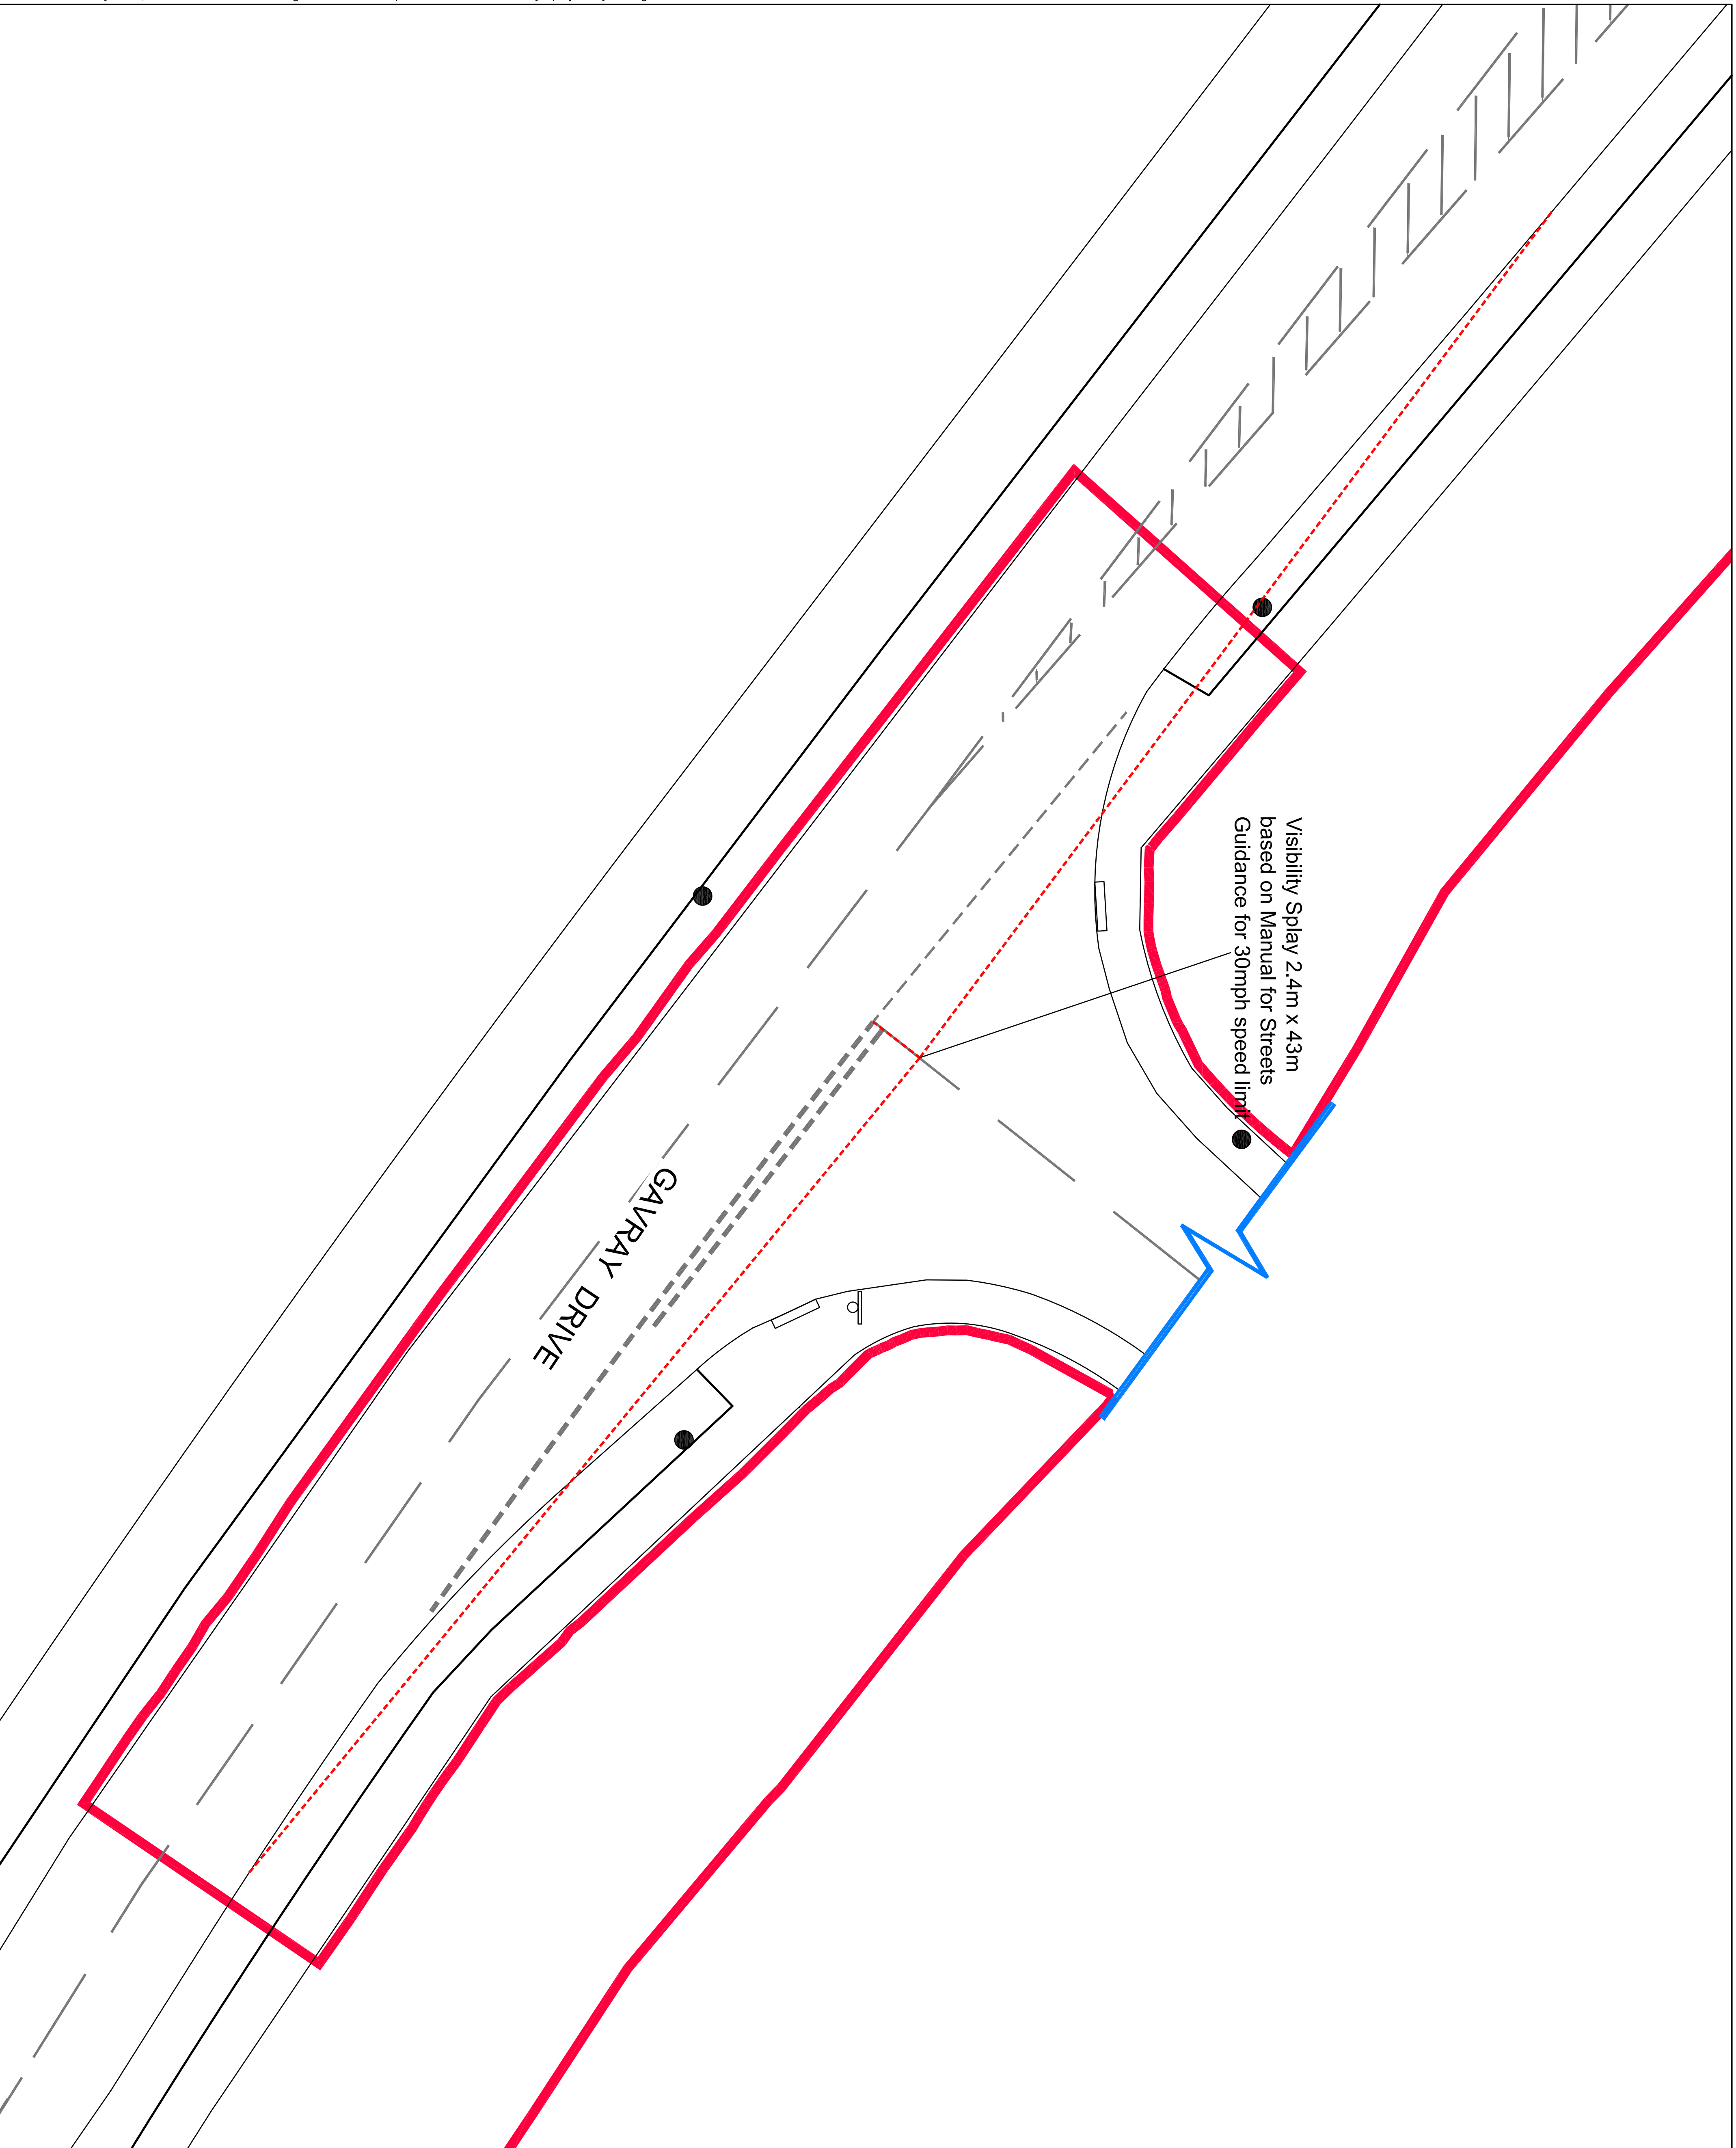 Visibility Splay 2.4m x 43m
based on Manual for Streets
Guidance for 30mph speed limit
GAVRAY DRIVE